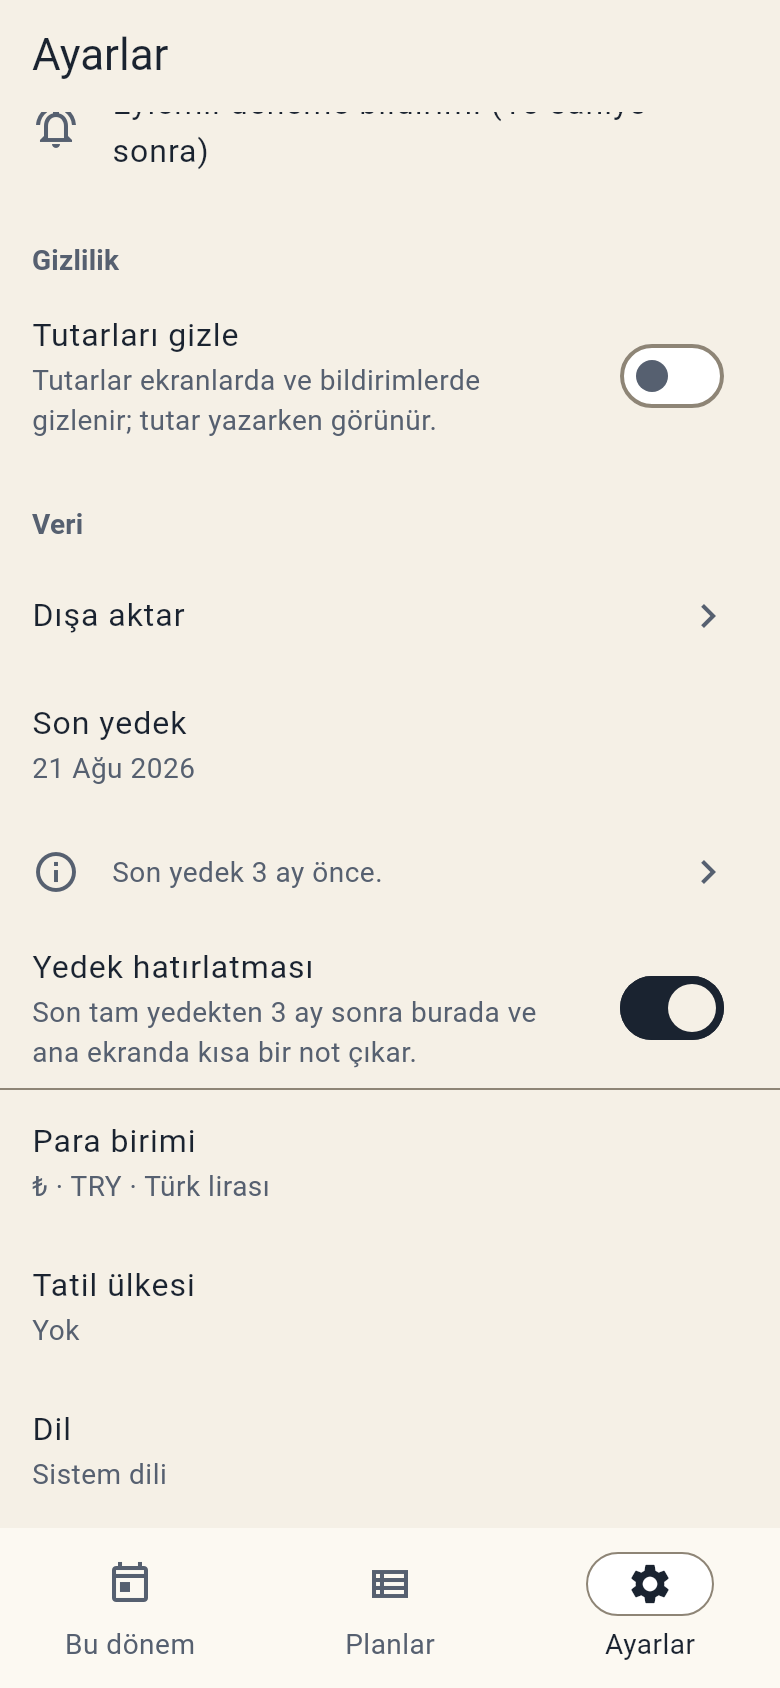 Ayarlar
sonra)
Gizlilik
Tutarları gizle
Tutarlar ekranlarda ve bildirimlerde
gizlenir; tutar yazarken görünür.
Veri
Dışa aktar
Son yedek
21 Ağu 2026
Son yedek 3 ay önce.
Yedek hatırlatması
Son tam yedekten 3 ay sonra burada ve
ana ekranda kısa bir not çıkar.
Para birimi
₺ · TRY · Türk lirası
Tatil ülkesi
Yok
Dil
Sistem dili
Bu dönem
Planlar
Ayarlar